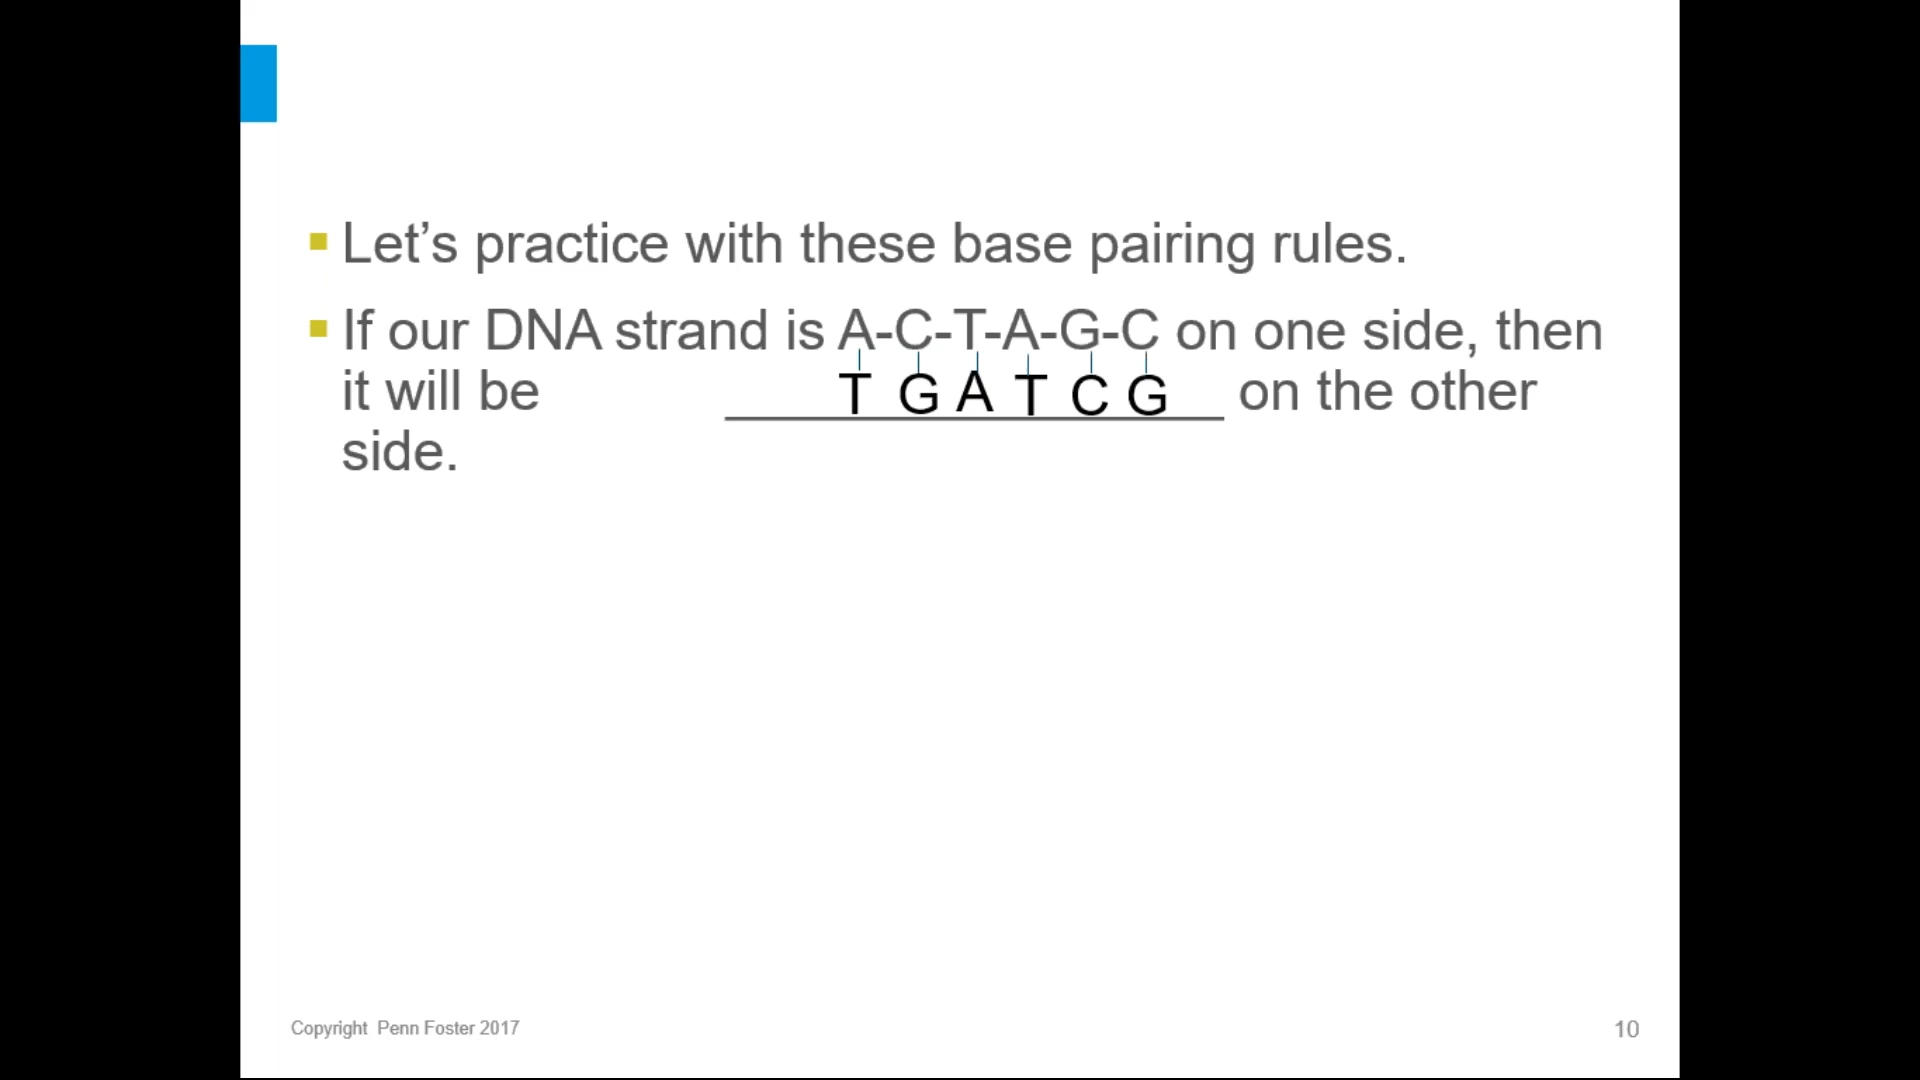 Let’s practice with these base pairing rules.
If our DNA strand is A-C-T-A-G-C on one side, then
it will be T G A T C G on the other
side.
Copyright Penn Foster 2017
10